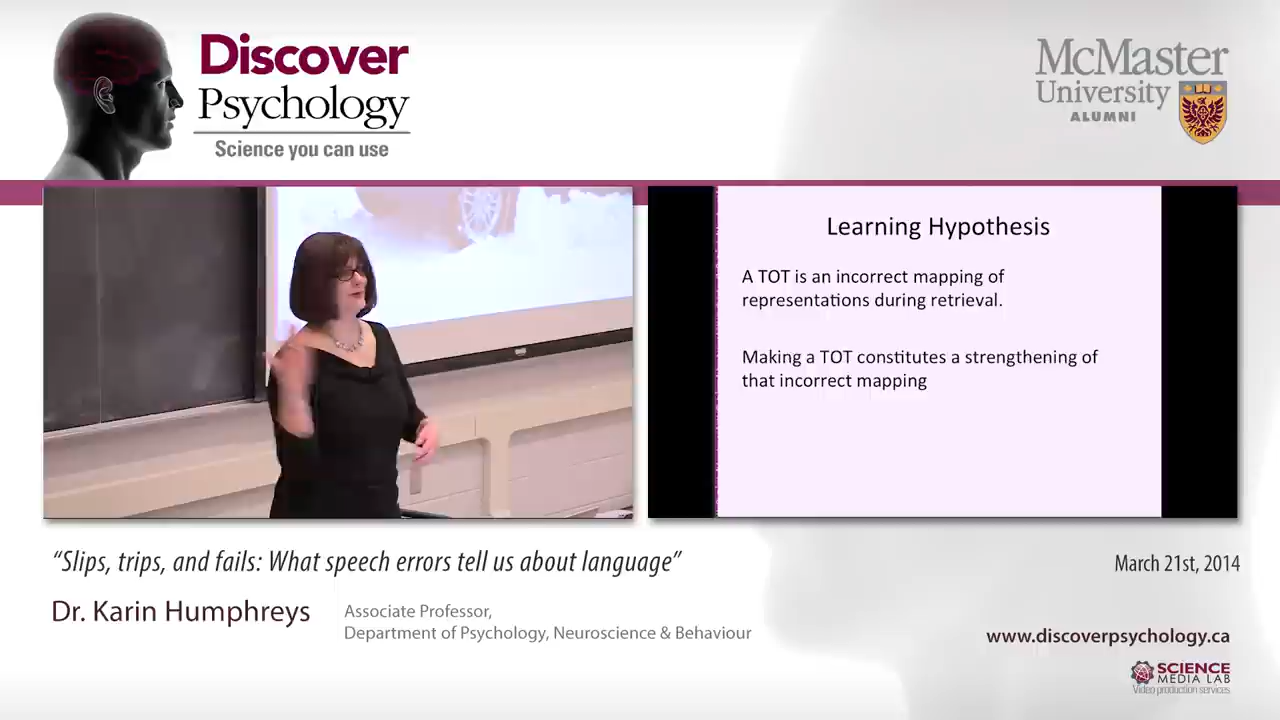 Discover
Psychology
Science you can use
McMaster
University
ALUMNI
Learning Hypothesis
A TOT is an incorrect mapping of
representations during retrieval.
Making a TOT constitutes a strengthening of
that incorrect mapping
“Slips, trips, and fails: What speech errors tell us about language”
March 21st, 2014
Dr. Karin Humphreys
Associate Professor,
Department of Psychology, Neuroscience & Behaviour
www.discoverpsychology.ca
SCIENCE
MEDIA LAB
Video production services